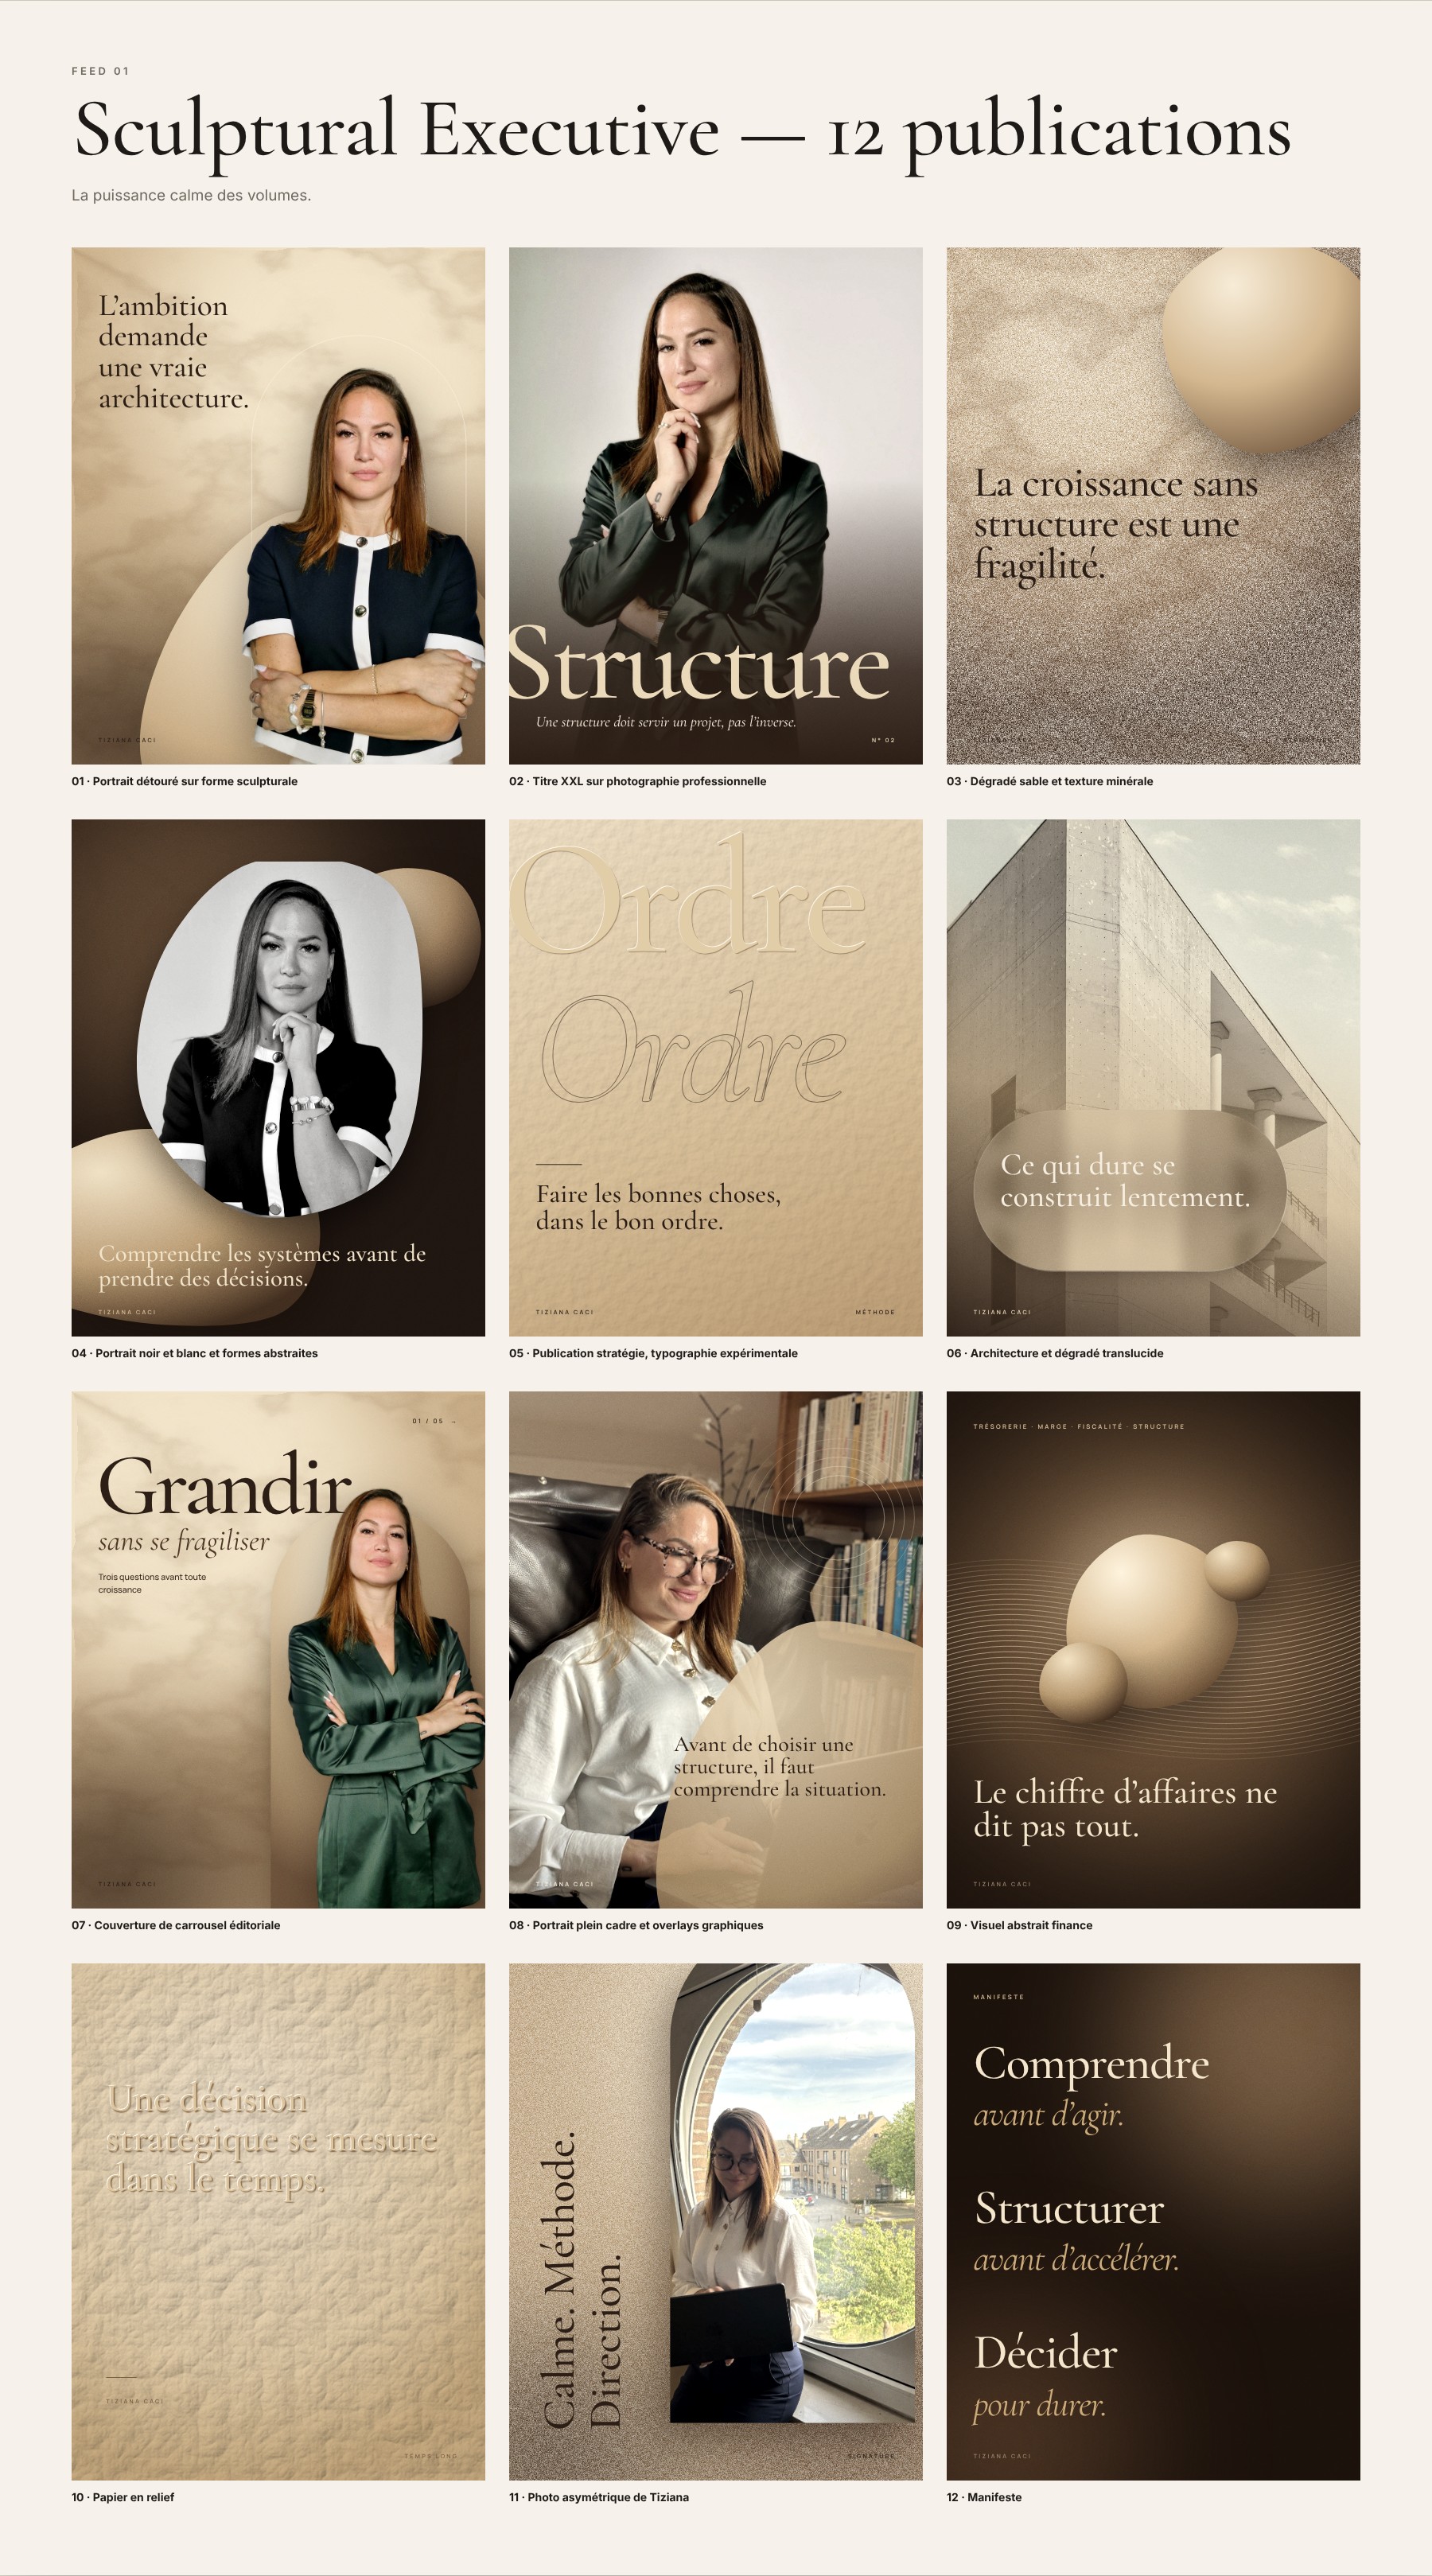 FEED 01
Sculptural Executive — 12 publications
La puissance calme des volumes.
L’ambition
demande
une vraie
architecture.
TIZIANA CACI
01 · Portrait détouré sur forme sculpturale
Structure
Une structure doit servir un projet, pas l’inverse.
N° 02
02 · Titre XXL sur photographie professionnelle
La croissance sans
structure est une
fragilité.
03 · Dégradé sable et texture minérale
Comprendre les systèmes avant de
prendre des décisions.
TIZIANA CACI
04 · Portrait noir et blanc et formes abstraites
Ordre
Ordre
Faire les bonnes choses,
dans le bon ordre.
TIZIANA CACI
MÉTHODE
05 · Publication stratégie, typographie expérimentale
Ce qui dure se
construit lentement.
TIZIANA CACI
06 · Architecture et dégradé translucide
01 / 05 →
Grandir
sans se fragiliser
Trois questions avant toute
croissance
TIZIANA CACI
07 · Couverture de carrousel éditoriale
Avant de choisir une
structure, il faut
comprendre la situation.
TIZIANA CACI
08 · Portrait plein cadre et overlays graphiques
TRÉSORERIE · MARGE · FISCALITÉ · STRUCTURE
Le chiffre d’affaires ne
dit pas tout.
TIZIANA CACI
09 · Visuel abstrait finance
Une décision
stratégique se mesure
dans le temps.
TIZIANA CACI
TEMPS LONG
10 · Papier en relief
Calme. Méthode.
Direction.
SIGNATURE
11 · Photo asymétrique de Tiziana
MANIFESTE
Comprendre
avant d’agir.
Structurer
avant d’accélérer.
Décider
pour durer.
TIZIANA CACI
12 · Manifeste